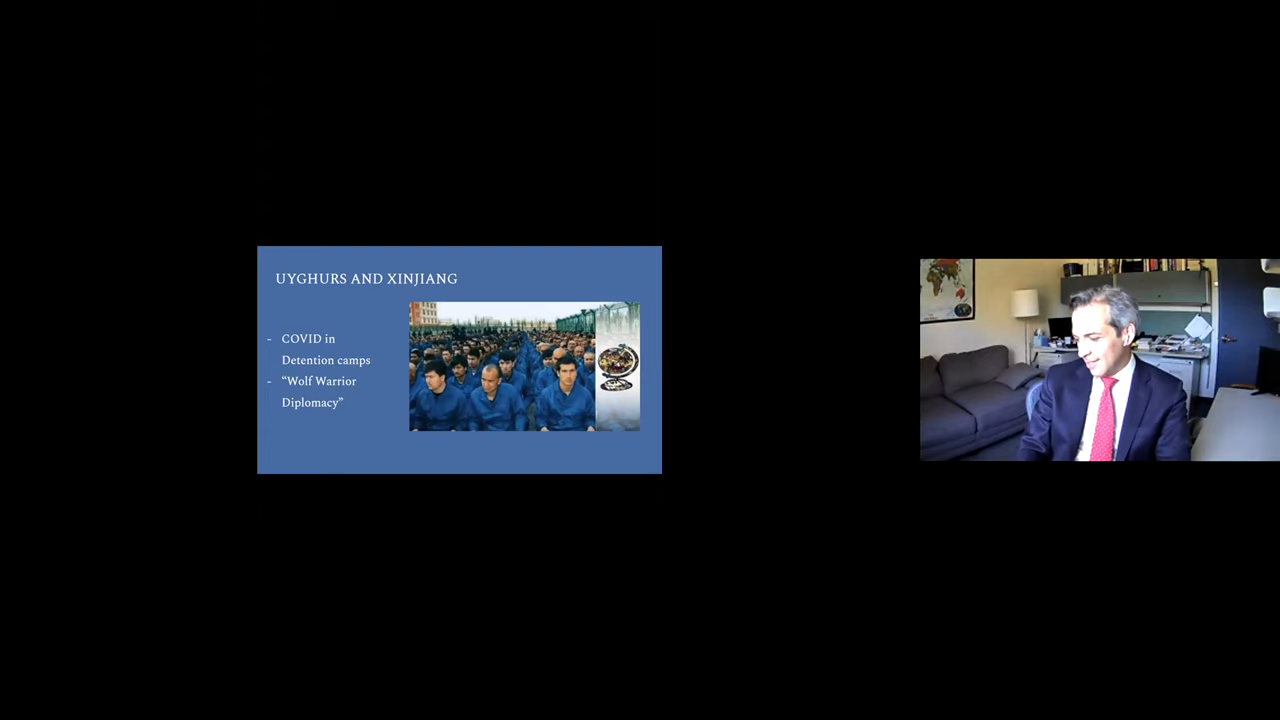 UYGHURS AND XINJIANG
- COVID in
Detention camps
- “Wolf Warrior
Diplomacy”